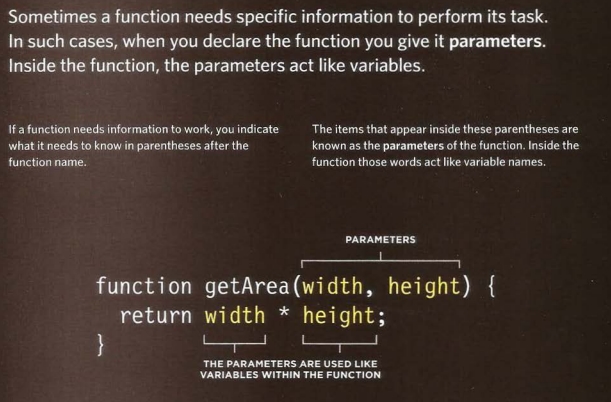 Sometimes a function needs specific information to perform its task.
In such cases, when you declare the function you give it parameters.
Inside the function, the parameters act like variables.
If a function needs information to work, you indicate
what it needs to know in parentheses after the
function name.
The items that appear inside these parentheses are
known as the parameters of the function. Inside the
function those words act like variable names.
PARAMETERS
function getArea(width, height) {
return width * height;
}
THE PARAMETERS ARE USED LIKE
VARIABLES WITHIN THE FUNCTION